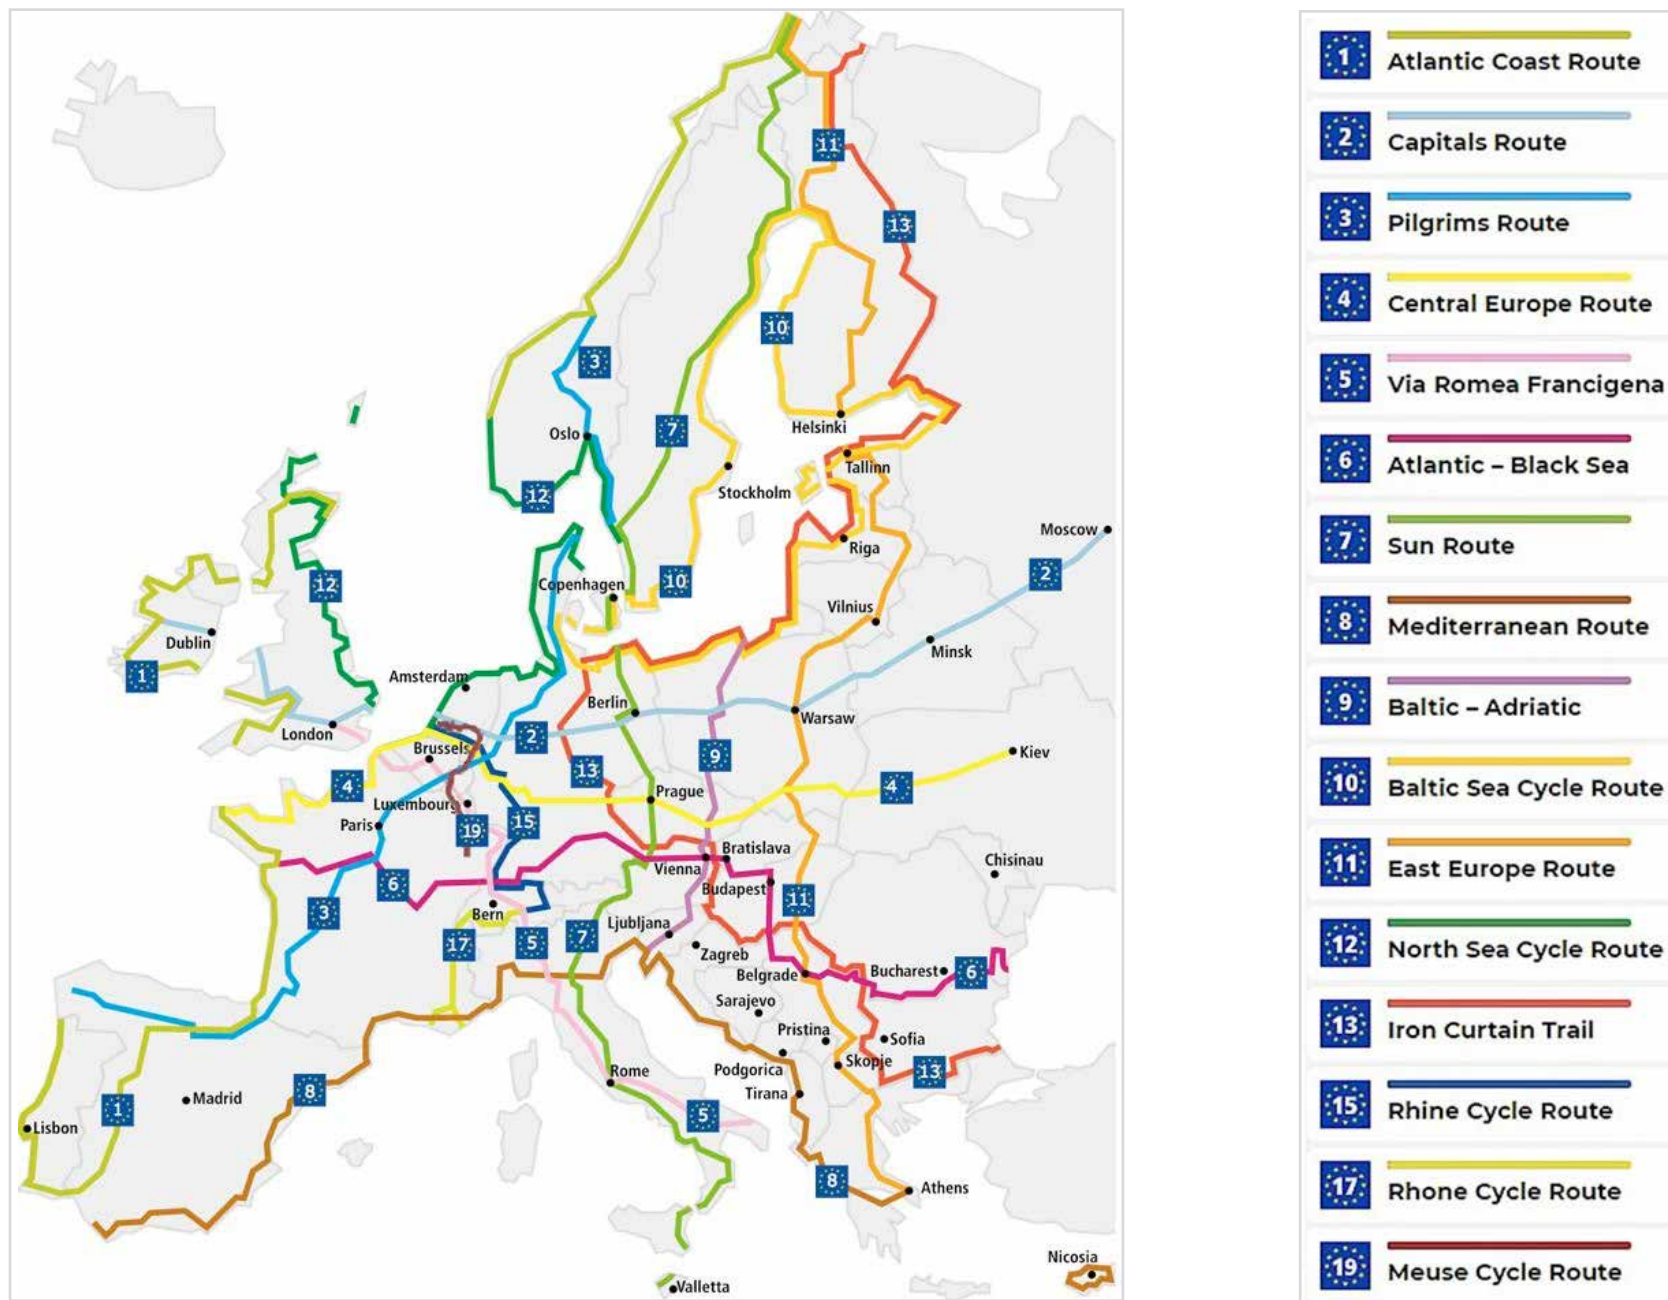 11
13
3
10
7
Oslo
Helsinki
Tallinn
Stockholm
12
Moscow
Riga
2
12
Copenhagen
10
Vilnius
Dublin
Minsk
1
Amsterdam
Berlin
Warsaw
London
2
Brussels
9
Kiev
13
4
4
Luxembourg
Prague
Paris
19
15
Bratislava
Vienna
Chisinau
6
Budapest
11
3
Bern
Ljubljana
17
5
7
Zagreb
Belgrade
Bucharest
6
Sarajevo
Pristina
Sofia
Podgorica
Skopje
13
Rome
Tirana
8
Madrid
1
Lisbon
5
8
Athens
Nicosia
Valletta
1 Atlantic Coast Route
2 Capitals Route
3 Pilgrims Route
4 Central Europe Route
5 Via Romea Francigena
6 Atlantic – Black Sea
7 Sun Route
8 Mediterranean Route
9 Baltic – Adriatic
10 Baltic Sea Cycle Route
11 East Europe Route
12 North Sea Cycle Route
13 Iron Curtain Trail
15 Rhine Cycle Route
17 Rhone Cycle Route
19 Meuse Cycle Route